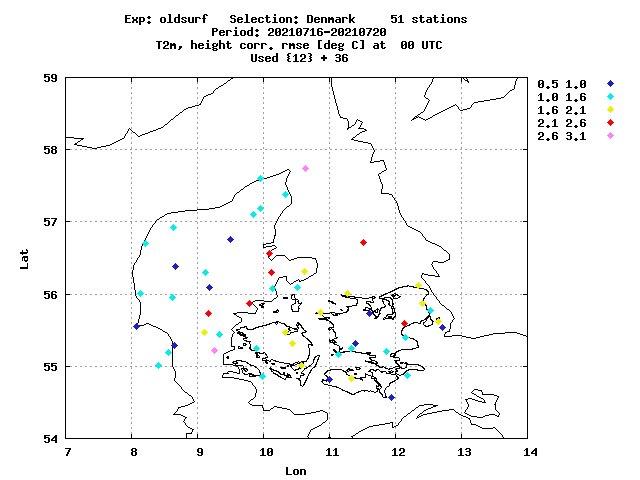 Exp: oldsurf Selection: Denmark 51 stations
Period: 20210716-20210720
T2m, height corr. rmse [deg C] at 00 UTC
Used {12} + 36
0.5 1.0
1.0 1.6
1.6 2.1
2.1 2.6
2.6 3.1
59
58
57
56
55
54
Lat
7 8 9 10 11 12 13 14
Lon